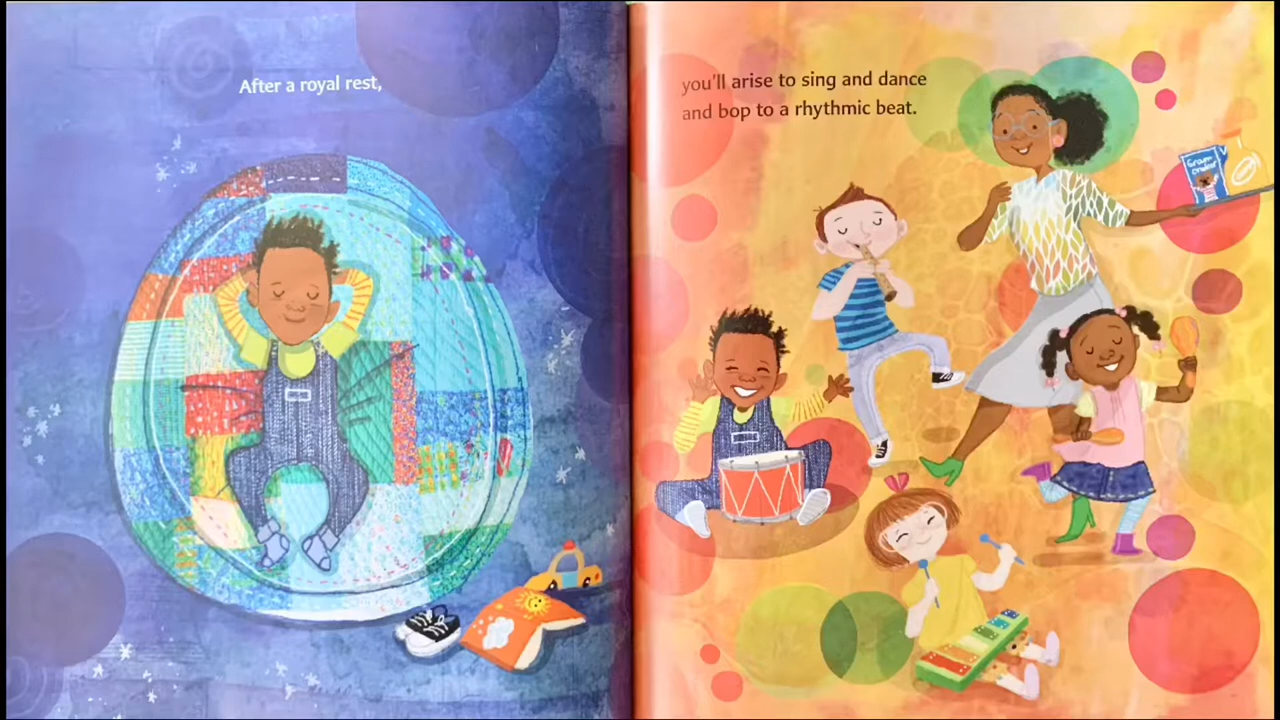 After a royal rest,
you'll arise to sing and dance
and bop to a rhythmic beat.